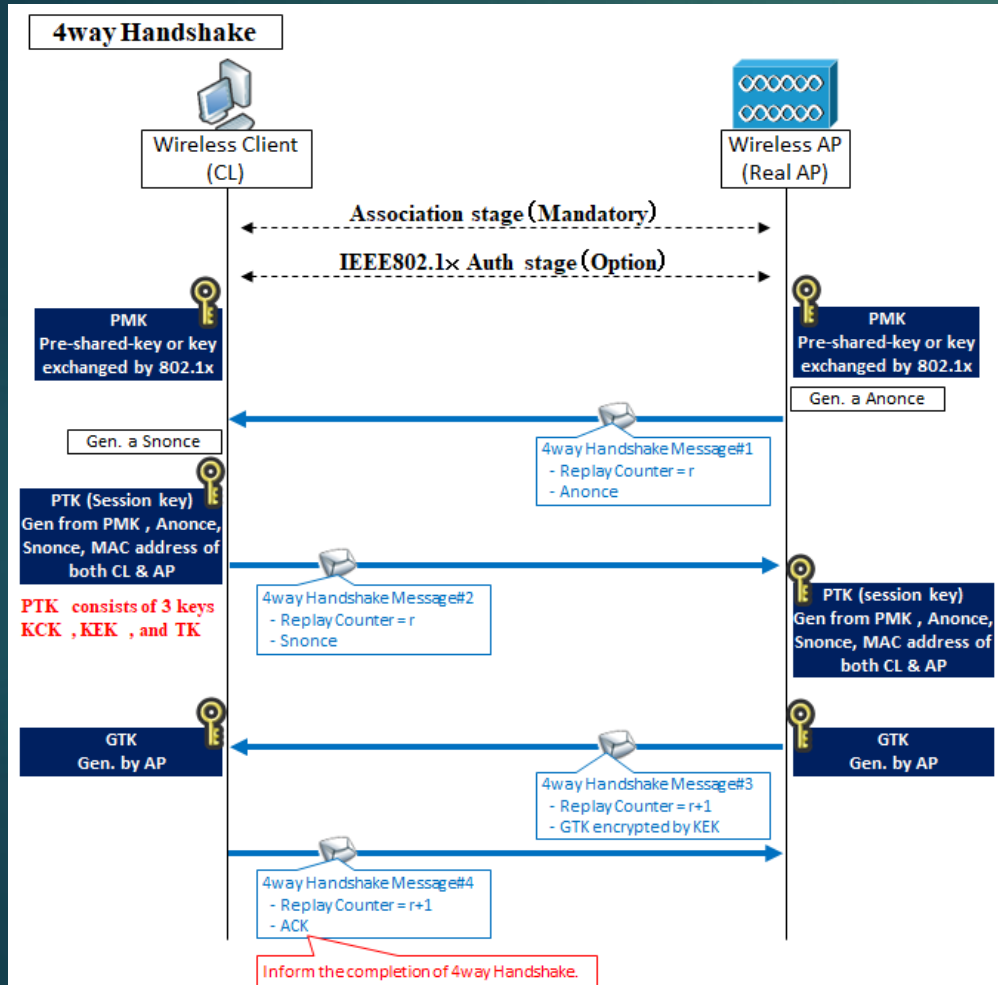 4way Handshake
Wireless Client
(CL)
Wireless AP
(Real AP)
Association stage(Mandatory)
IEEE802.1x Auth stage(Option)
PMK
Pre-shared-key or key
exchanged by 802.1x
PMK
Pre-shared-key or key
exchanged by 802.1x
Gen. a Anonce
4way Handshake Message#1
- Replay Counter = r
- Anonce
Gen. a Snonce
PTK (Session key)
Gen from PMK , Anonce,
Snonce, MAC address of
both CL & AP
PTK consists of 3 keys
KCK , KEK , and TK
4way Handshake Message#2
- Replay Counter = r
- Snonce
PTK (session key)
Gen from PMK , Anonce,
Snonce, MAC address of
both CL & AP
GTK
Gen. by AP
GTK
Gen. by AP
4way Handshake Message#3
- Replay Counter = r+1
- GTK encrypted by KEK
4way Handshake Message#4
- Replay Counter = r+1
- ACK
Inform the completion of 4way Handshake.